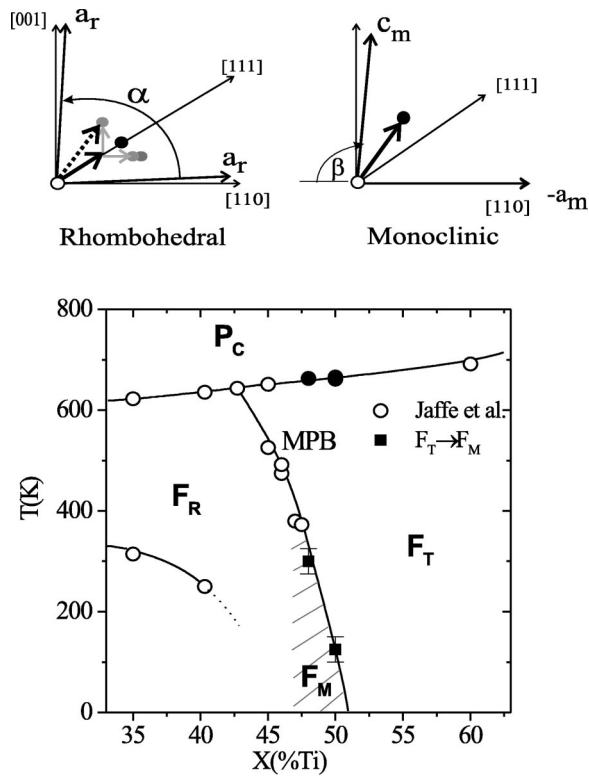 [001]
a_r
[111]
α
a_r
[110]
Rhombohedral
c_m
[111]
β
[110]
-a_m
Monoclinic
800
P_C
600
Jaffe et al.
MPB
F_T→F_M
T(K)
F_R
400
F_T
200
F_M
0
35 40 45 50 55 60
X(%Ti)